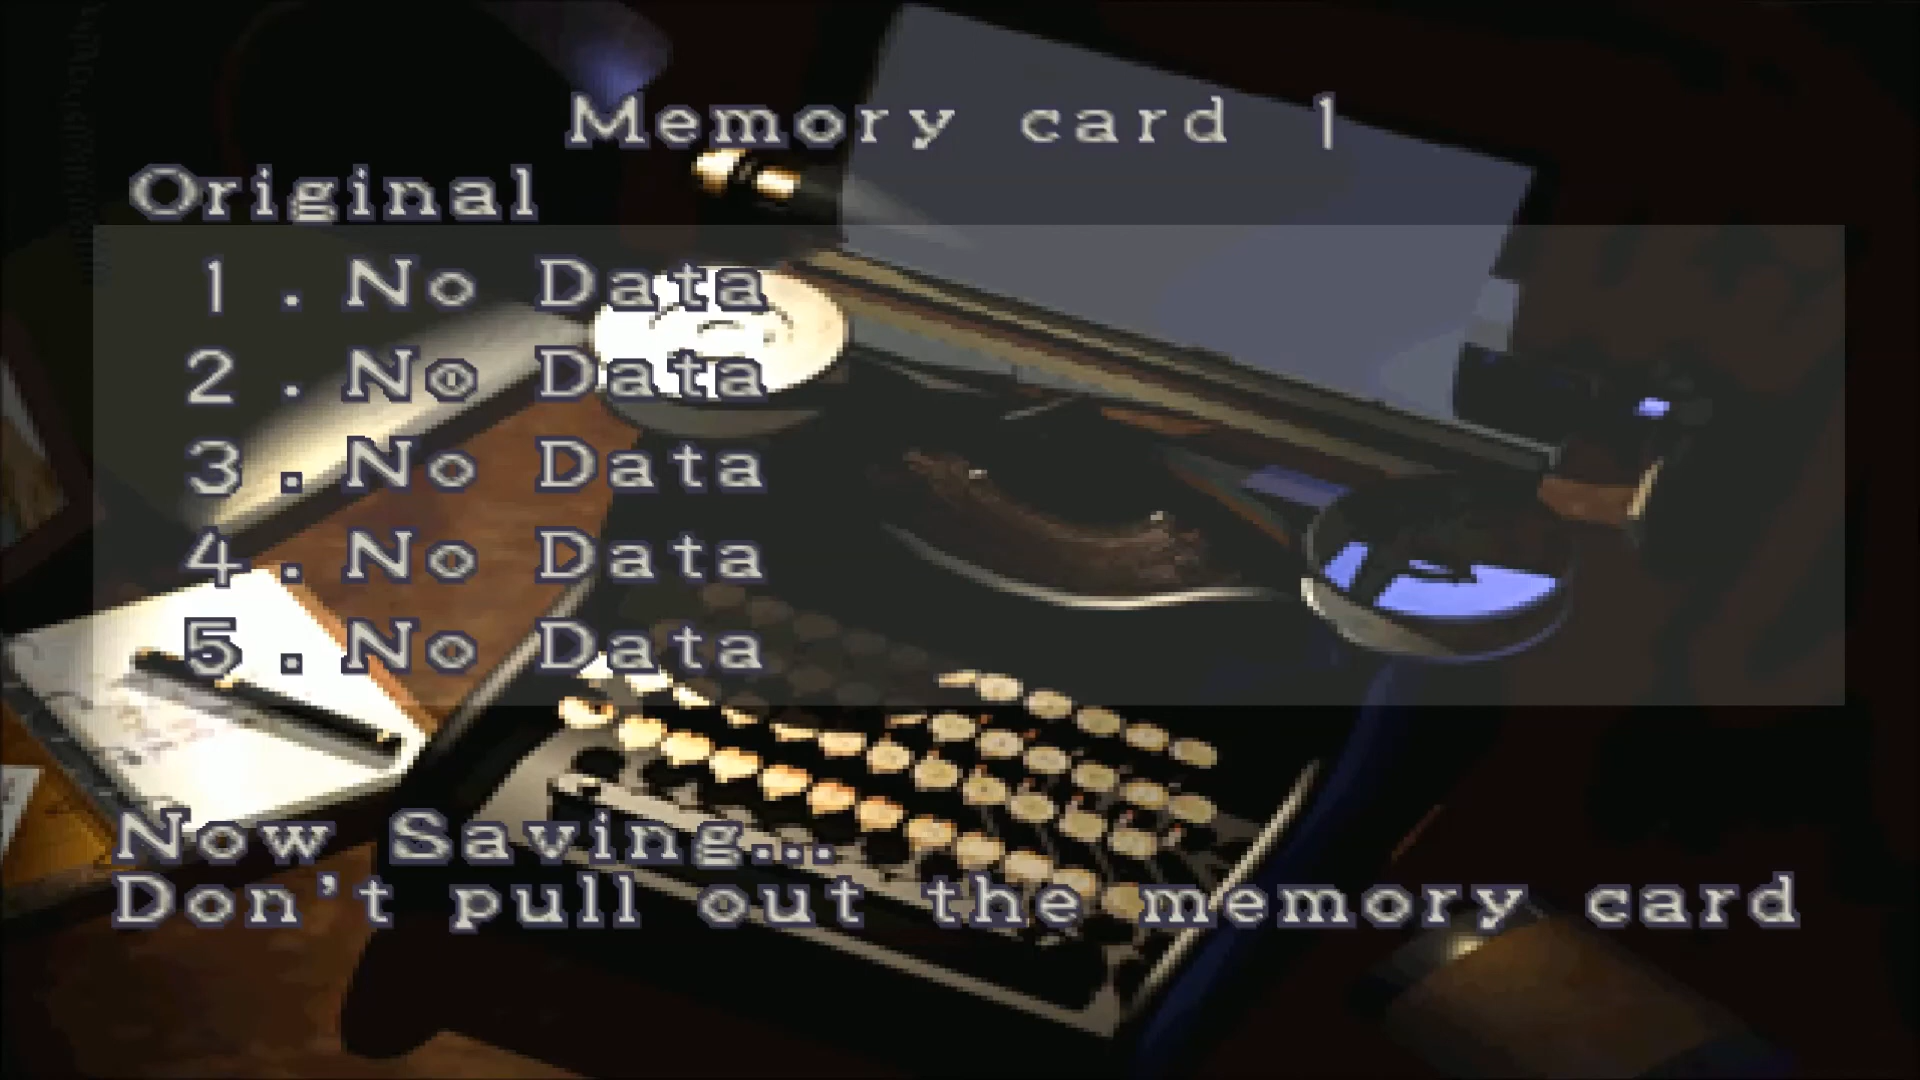 Memory card 1
Original
1. No Data
2. No Data
3. No Data
4. No Data
5. No Data
Now Saving...
Don't pull out the memory card